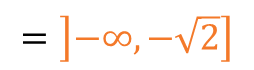 = ]−∞, −√2]